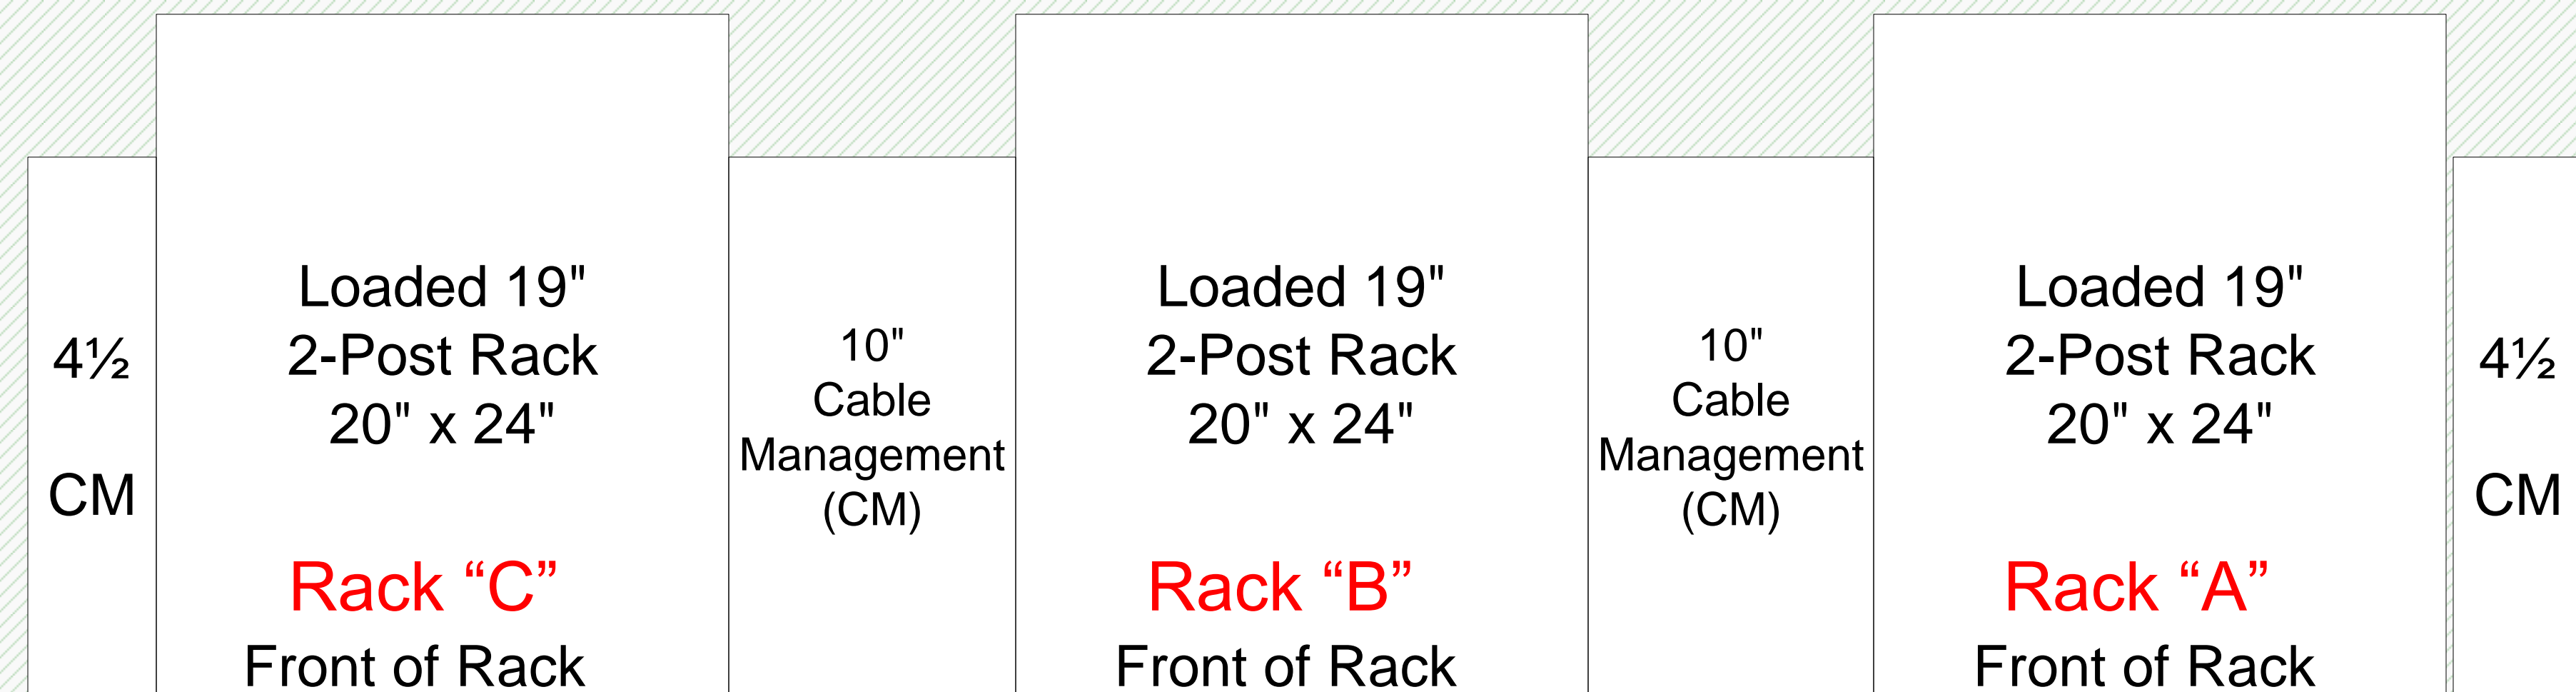 4½
CM
Loaded 19"
2-Post Rack
20" x 24"
Rack “C”
Front of Rack
10"
Cable
Management
(CM)
Loaded 19"
2-Post Rack
20" x 24"
Rack “B”
Front of Rack
10"
Cable
Management
(CM)
Loaded 19"
2-Post Rack
20" x 24"
Rack “A”
Front of Rack
4½
CM